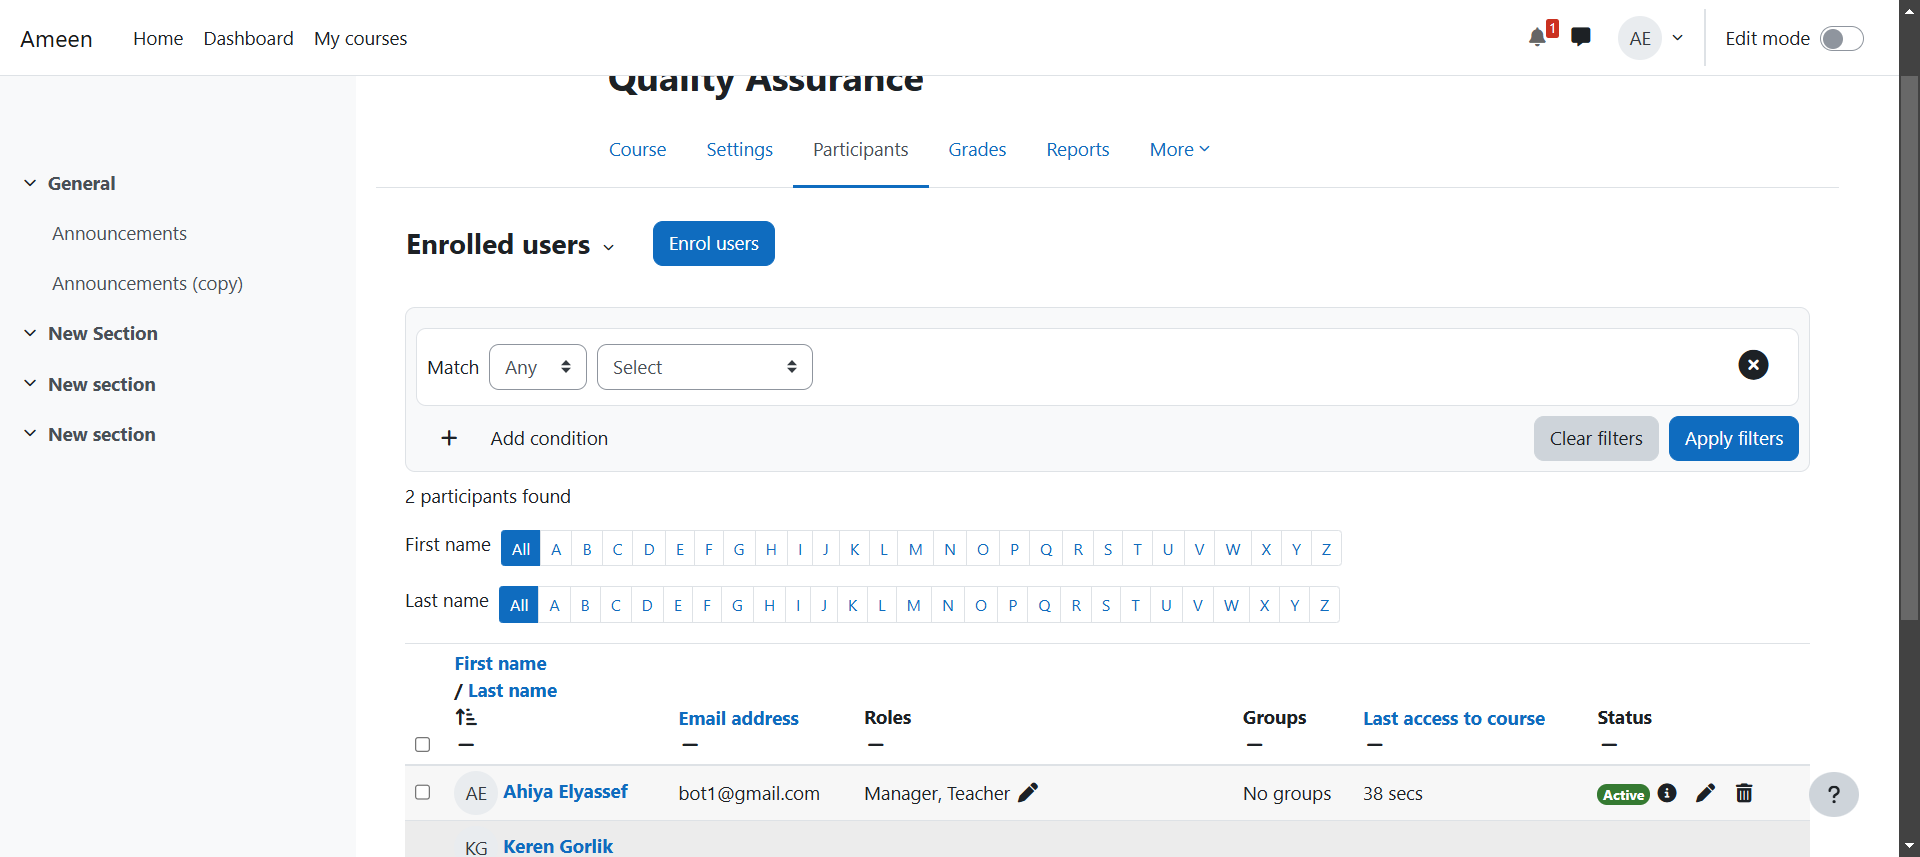 Ameen
Home Dashboard My courses
1
AE
Edit mode
Quality Assurance
General
Announcements
Announcements (copy)
New Section
New section
New section
Course Settings Participants Grades Reports More
Enrolled users
Enrol users
Match Any Select
Add condition
Clear filters Apply filters
2 participants found
First name All A B C D E F G H I J K L M N O P Q R S T U V W X Y Z
Last name All A B C D E F G H I J K L M N O P Q R S T U V W X Y Z
First name
/ Last name
Email address Roles Groups Last access to course Status
AE Ahiya Elyassef bot1@gmail.com Manager, Teacher No groups 38 secs Active
?
KG Keren Gorlik